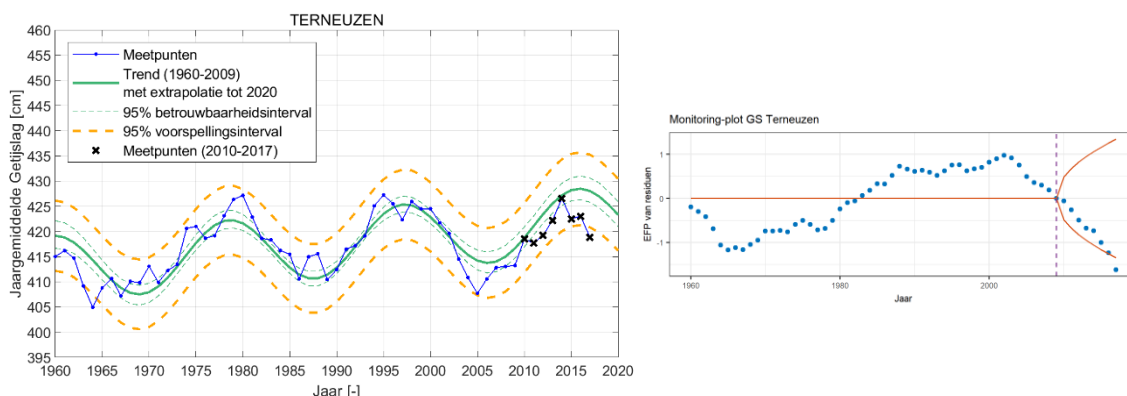 TERNEUZEN
Jaargemiddelde Getijslag [cm]
460
455
450
445
440
435
430
425
420
415
410
405
400
395
Meetpunten
Trend (1960-2009)
met extrapolatie tot 2020
95% betrouwbaarheidsinterval
95% voorspellingsinterval
Meetpunten (2010-2017)
1960 1965 1970 1975 1980 1985 1990 1995 2000 2005 2010 2015 2020
Jaar [-]
Monitoring-plot GS Terneuzen
EFP van residuen
1
0
-1
1960 1980 2000
Jaar